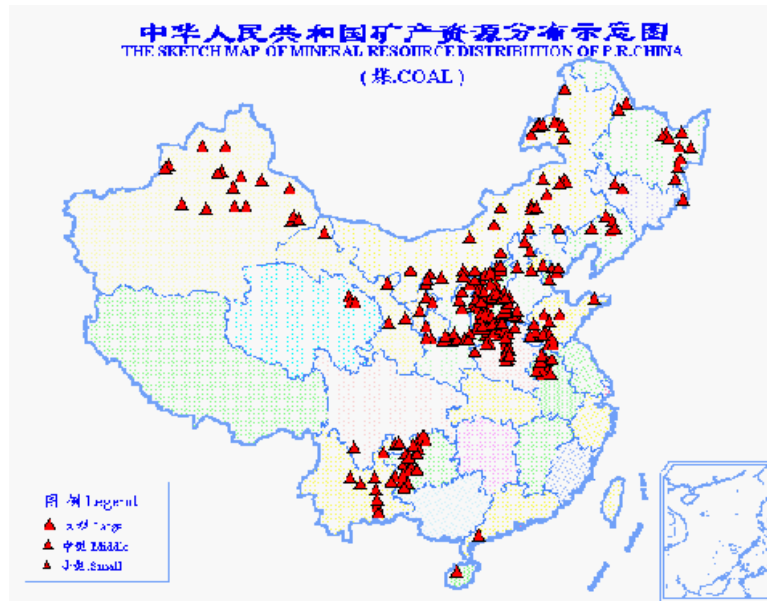 中华人民共和国矿产资源分布示意图
THE SKETCH MAP OF MINERAL RESOURCE DISTRIBUTION OF P.R.CHINA
(煤.COAL)
图 例 Legend
大型 Large
中型 Middle
小型 Small